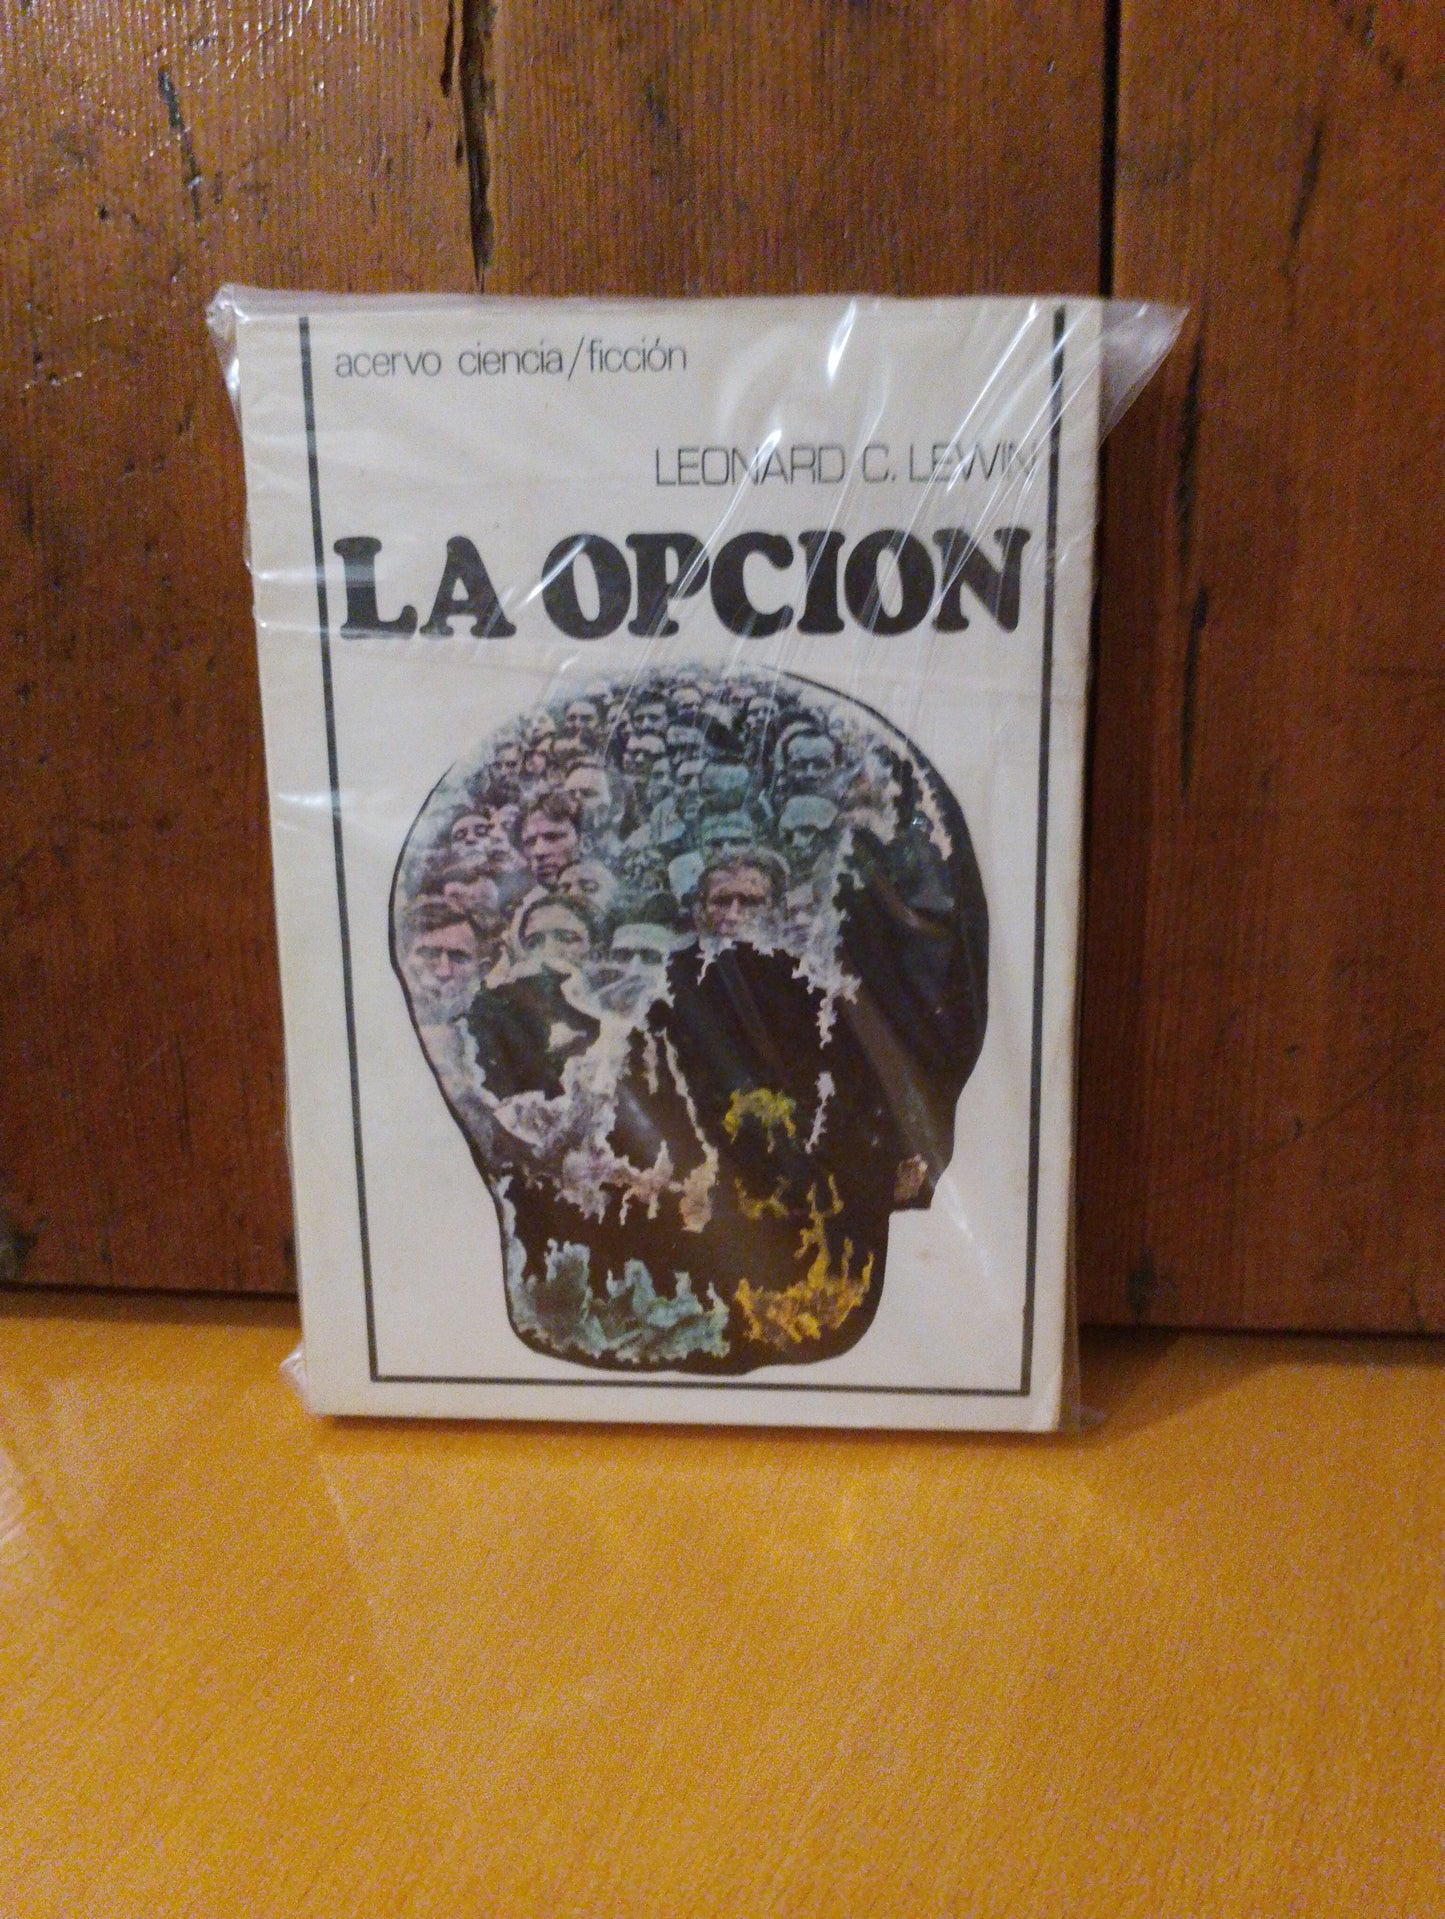 acervo ciencia/ficción
LEONARD C. LEWIN
LA OPCION